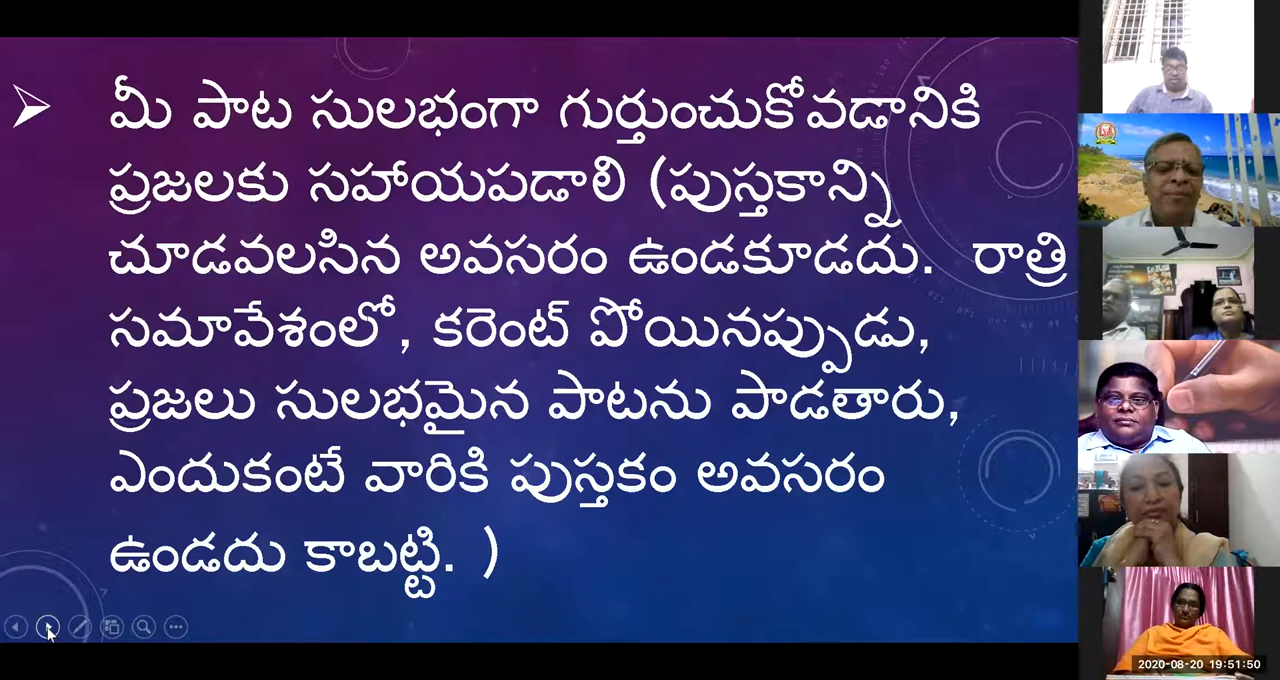 మీ పాట సులభంగా గుర్తుంచుకోవడానికి
ప్రజలకు సహాయపడాలి (పుస్తకాన్ని
చూడవలసిన అవసరం ఉండకూడదు. రాత్రి
సమావేశంలో, కరెంట్ పోయినప్పుడు,
ప్రజలు సులభమైన పాటను పాడతారు,
ఎందుకంటే వారికి పుస్తకం అవసరం
ఉండదు కాబట్టి. )
2020-08-20 19:51:50